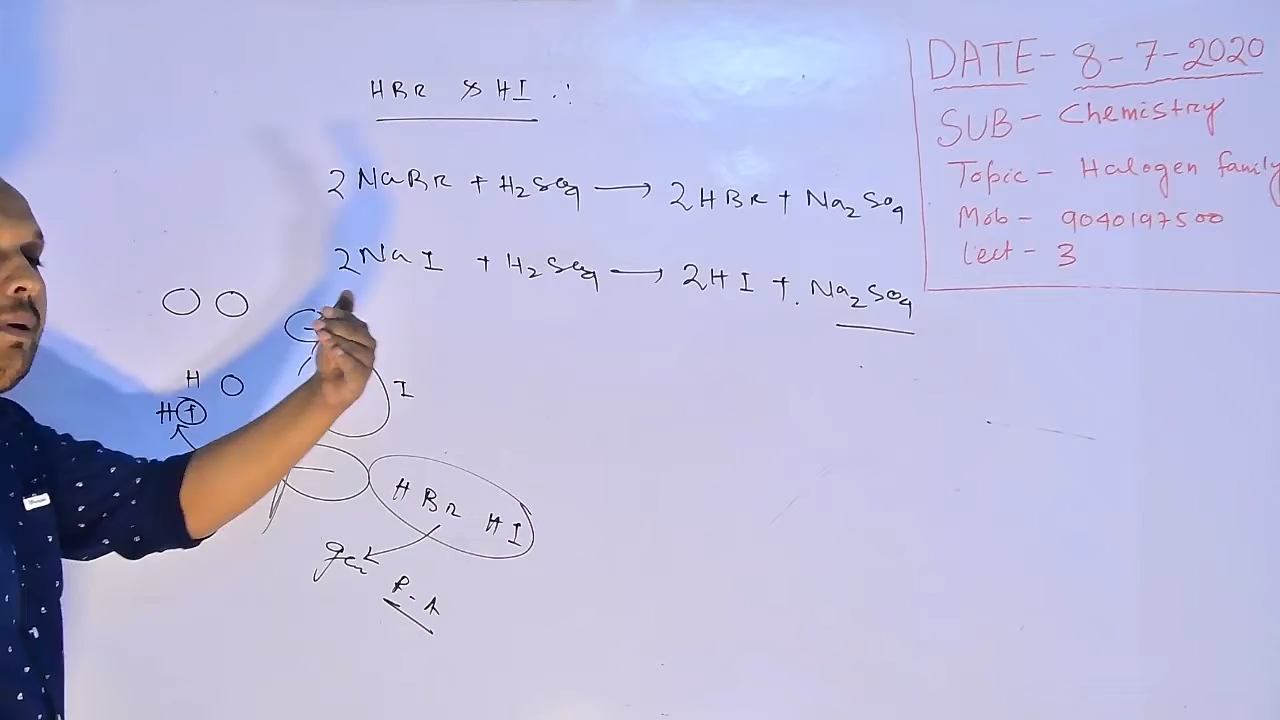 HBr & HI :
2NaBr + H2SO4 → 2HBr + Na2SO4
2NaI + H2SO4 → 2HI + Na2SO4
I
H
H +
HBr HI
R-A
DATE- 8-7-2020
SUB- Chemistry
Topic- Halogen family
Mob- 9040197500
Lect- 3